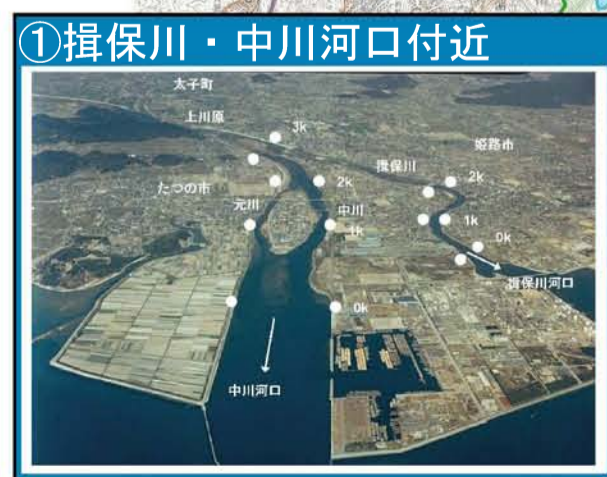 ①揖保川・中川河口付近
太子町
上川原
3k
揖保川
姫路市
たつの市
2k
2k
元川
中川
1k
1k
0k
揖保川河口
0k
中川河口